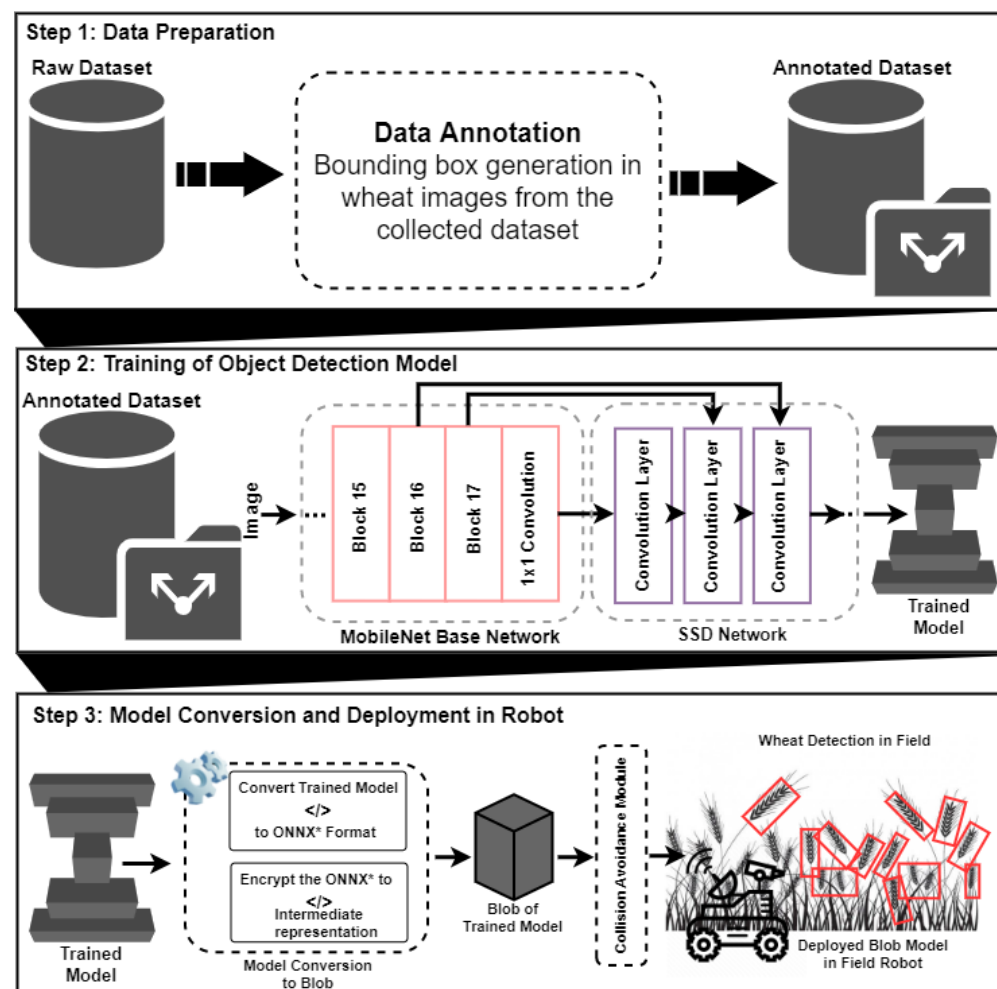 Step 1: Data Preparation
Raw Dataset
Annotated Dataset
Data Annotation
Bounding box generation in
wheat images from the
collected dataset
Step 2: Training of Object Detection Model
Annotated Dataset
Image
Block 15
Block 16
Block 17
1x1 Convolution
MobileNet Base Network
Convolution Layer
Convolution Layer
Convolution Layer
SSD Network
Trained
Model
Step 3: Model Conversion and Deployment in Robot
Trained
Model
Convert Trained Model
</>
to ONNX* Format
Encrypt the ONNX* to
</>
Intermediate
representation
Model Conversion
to Blob
Blob of
Trained Model
Collision Avoidance Module
Wheat Detection in Field
Deployed Blob Model
in Field Robot